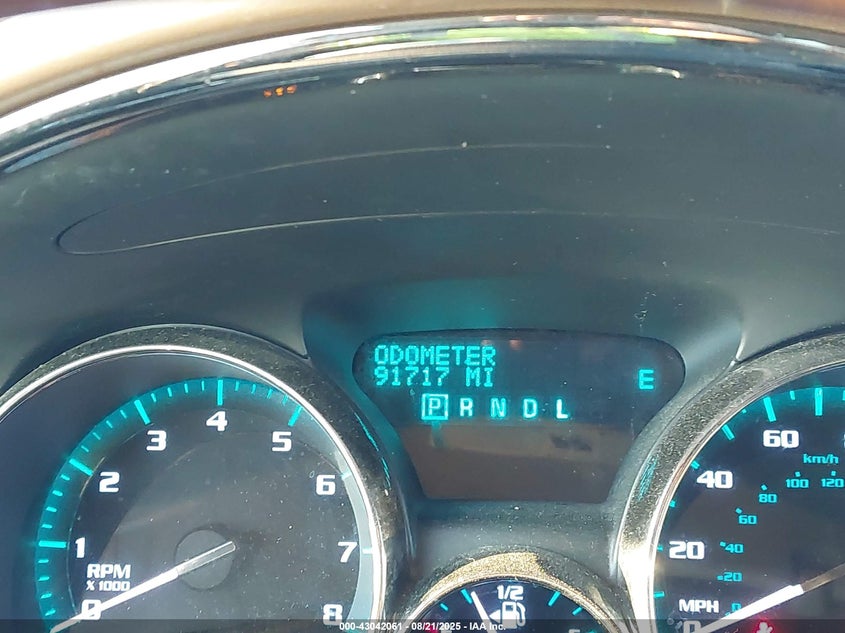 ODOMETER
91717 MI
E
P R N D L
0 1 2 3 4 5 6 7 8
RPM
X 1000
1/2
20 40 60
km/h
20 40 60 80 100 120
MPH 0
000-43042061 - 08/21/2025 - IAA Inc.